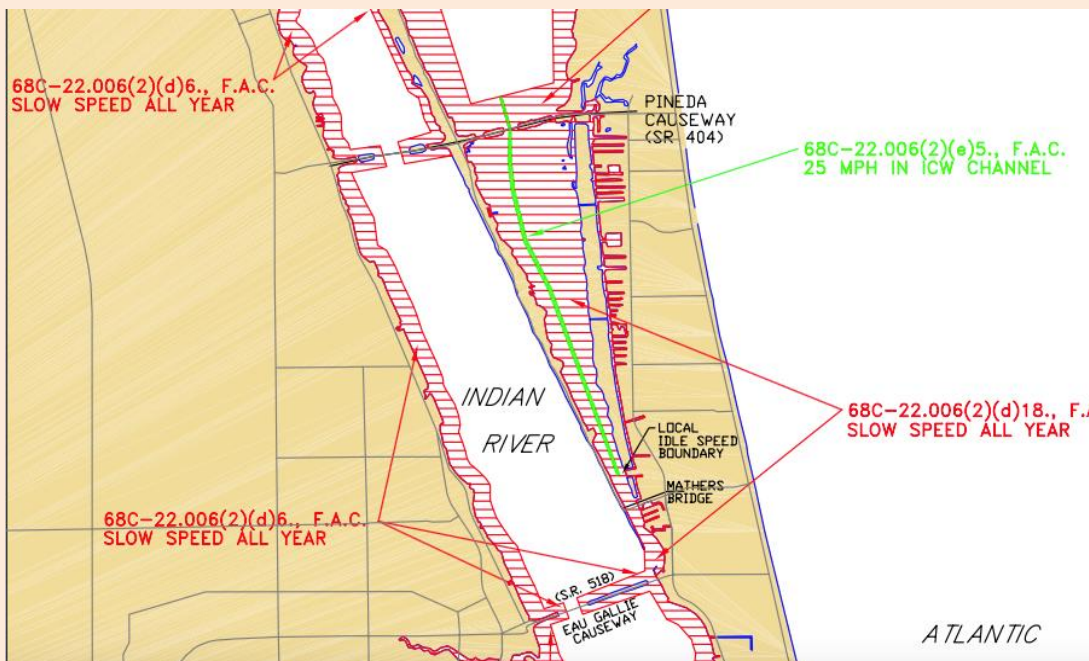 68C-22.006(2)(d)6., F.A.C.
SLOW SPEED ALL YEAR
PINEDA
CAUSEWAY
(SR 404)
68C-22.006(2)(e)5., F.A.C.
25 MPH IN ICW CHANNEL
INDIAN
RIVER
68C-22.006(2)(d)18., F.A
SLOW SPEED ALL YEAR
LOCAL
IDLE SPEED
BOUNDARY
MATHERS
BRIDGE
68C-22.006(2)(d)6., F.A.C.
SLOW SPEED ALL YEAR
(S.R. 518)
EAU GALLIE
CAUSEWAY
ATLANTIC